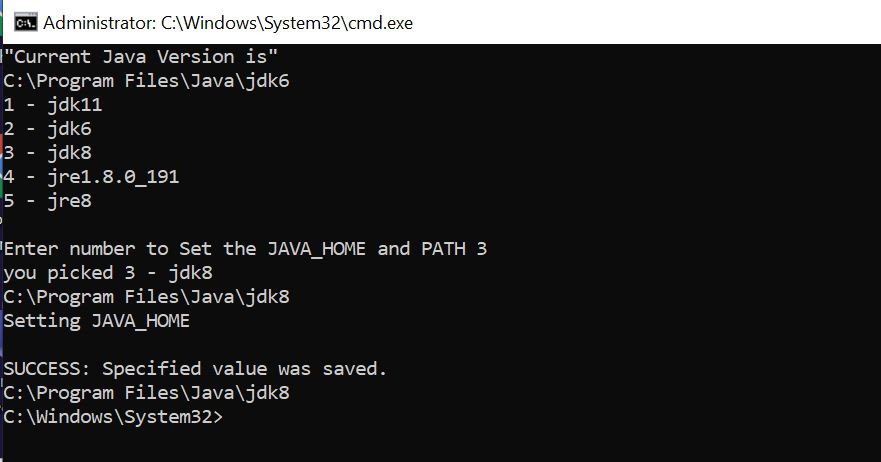 Administrator: C:\Windows\System32\cmd.exe
"Current Java Version is"
C:\Program Files\Java\jdk6
1 - jdk11
2 - jdk6
3 - jdk8
4 - jre1.8.0_191
5 - jre8
Enter number to Set the JAVA_HOME and PATH 3
you picked 3 - jdk8
C:\Program Files\Java\jdk8
Setting JAVA_HOME
SUCCESS: Specified value was saved.
C:\Program Files\Java\jdk8
C:\Windows\System32>